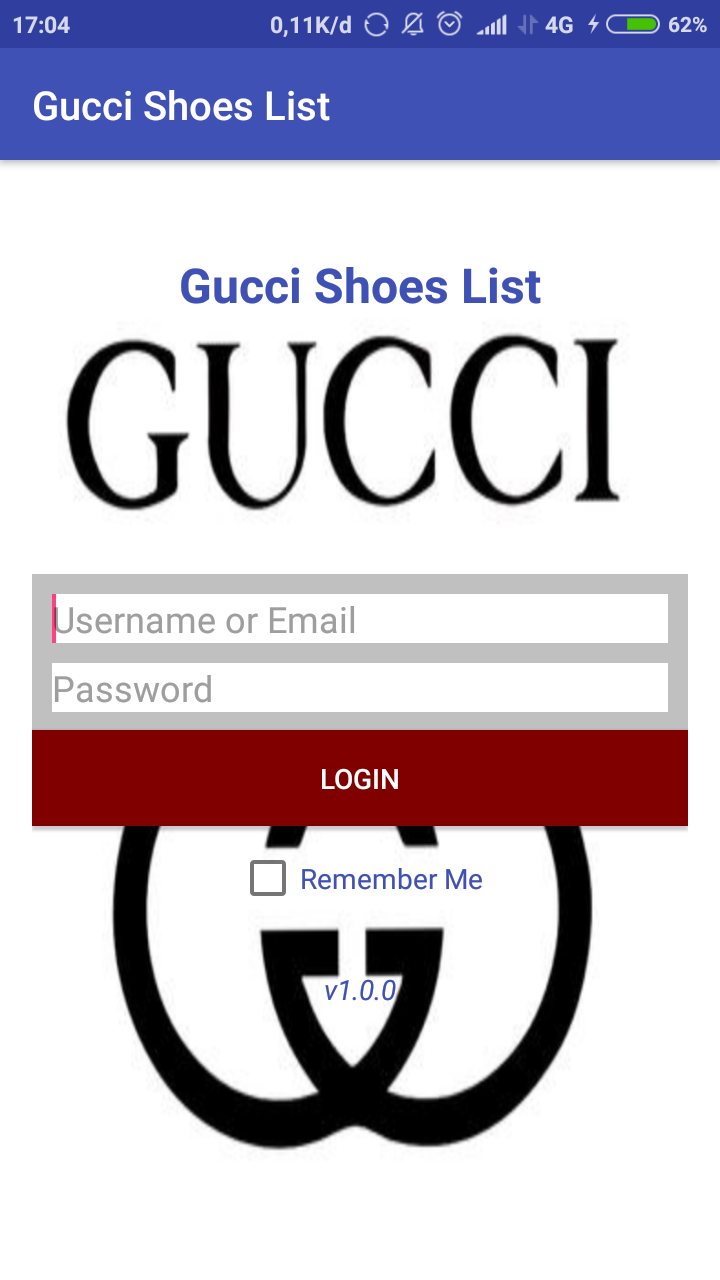 17:04 0,11K/d 4G 62%
Gucci Shoes List
Gucci Shoes List
GUCCI
Username or Email
Password
LOGIN
Remember Me
v1.0.0